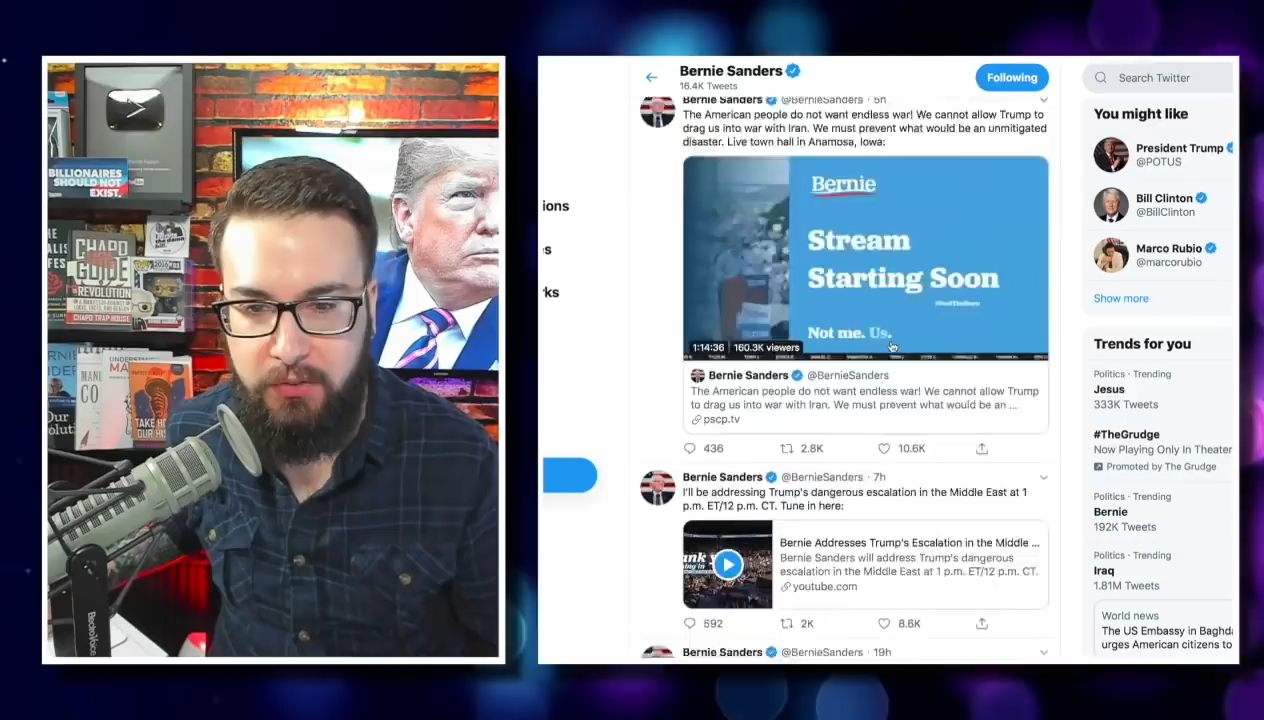 BILLIONAIRES
SHOULD NOT
EXIST.
CHAPO
GUIDE
REVOLUTION
CHAPO TRAP HOUSE
UNDERSTANDING
TAKE
ions
s
ks
Bernie Sanders
16.4K Tweets
Following
Bernie Sanders @BernieSanders · 5h
The American people do not want endless war! We cannot allow Trump to
drag us into war with Iran. We must prevent what would be an unmitigated
disaster. Live town hall in Anamosa, Iowa:
Bernie
Stream
Starting Soon
Not me. Us.
1:14:36 160.3K viewers
Bernie Sanders @BernieSanders
The American people do not want endless war! We cannot allow Trump
to drag us into war with Iran. We must prevent what would be an ...
pscp.tv
436 2.8K 10.6K
Bernie Sanders @BernieSanders · 7h
I'll be addressing Trump's dangerous escalation in the Middle East at 1
p.m. ET/12 p.m. CT. Tune in here:
Bernie Addresses Trump's Escalation in the Middle ...
Bernie Sanders will address Trump's dangerous
escalation in the Middle East at 1 p.m. ET/12 p.m. CT.
youtube.com
592 2K 8.6K
Bernie Sanders @BernieSanders · 19h
Search Twitter
You might like
President Trump
@POTUS
Bill Clinton
@BillClinton
Marco Rubio
@marcorubio
Show more
Trends for you
Politics · Trending
Jesus
333K Tweets
#TheGrudge
Now Playing Only In Theater
Promoted by The Grudge
Politics · Trending
Bernie
192K Tweets
Politics · Trending
Iraq
1.81M Tweets
World news
The US Embassy in Baghda
urges American citizens to